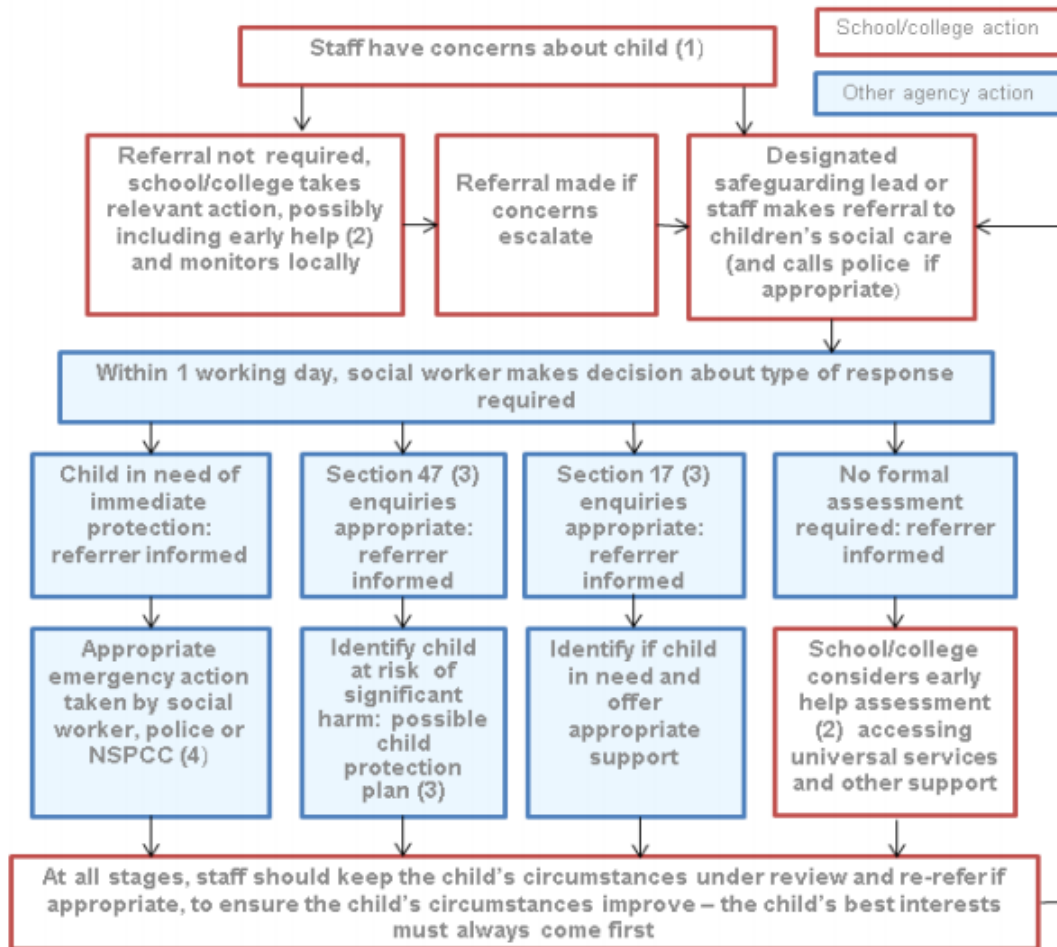 Staff have concerns about child (1)
School/college action
Other agency action
Referral not required,
school/college takes
relevant action, possibly
including early help (2)
and monitors locally
Referral made if
concerns
escalate
Designated
safeguarding lead or
staff makes referral to
children's social care
(and calls police if
appropriate)
Within 1 working day, social worker makes decision about type of response
required
Child in need of
immediate
protection:
referrer informed
Section 47 (3)
enquiries
appropriate:
referrer
informed
Section 17 (3)
enquiries
appropriate:
referrer
informed
No formal
assessment
required: referrer
informed
Appropriate
emergency action
taken by social
worker, police or
NSPCC (4)
Identify child
at risk of
significant
harm: possible
child
protection
plan (3)
Identify if child
in need and
offer
appropriate
support
School/college
considers early
help assessment
(2) accessing
universal services
and other support
At all stages, staff should keep the child's circumstances under review and re-refer if
appropriate, to ensure the child's circumstances improve – the child's best interests
must always come first